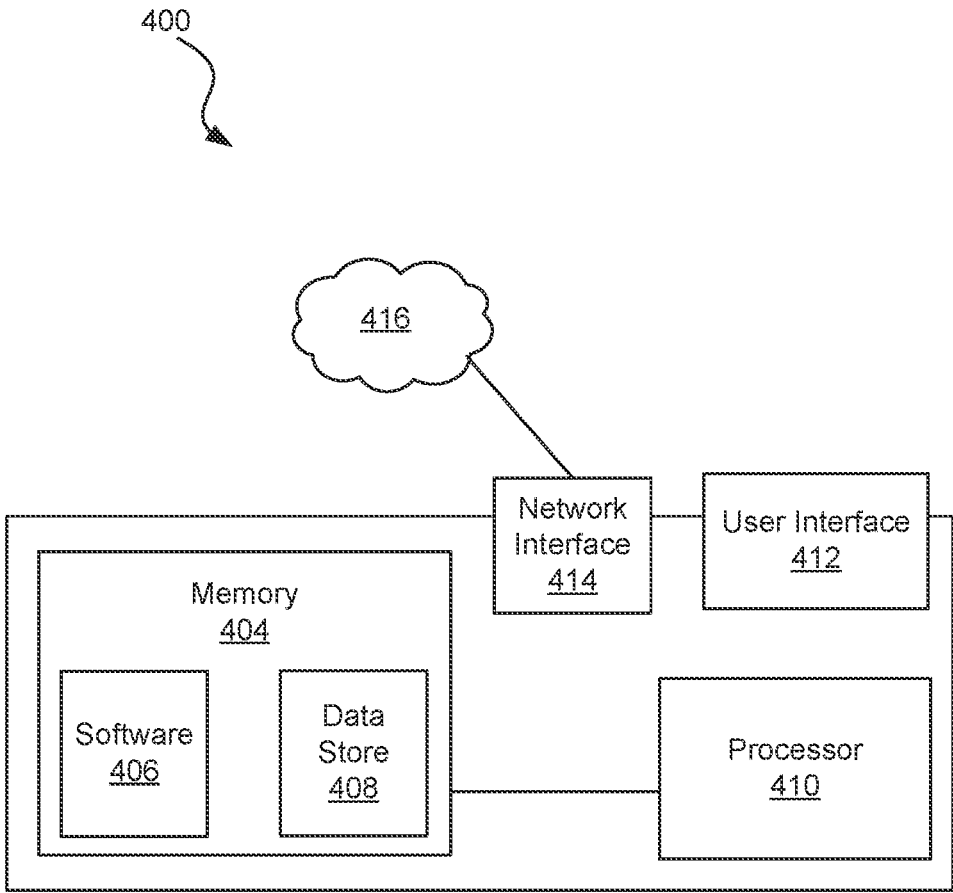 400
416
Network
Interface
414
User Interface
412
Memory
404
Software
406
Data
Store
408
Processor
410